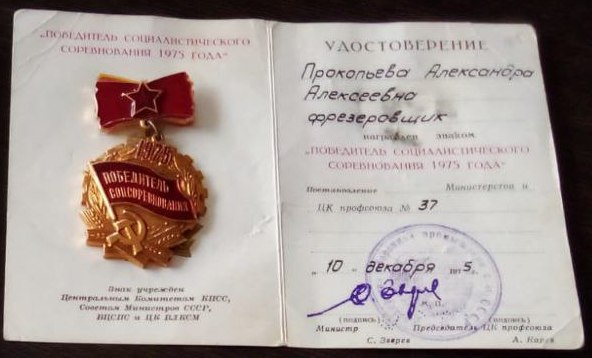 "ПОБЕДИТЕЛЬ СОЦИАЛИСТИЧЕСКОГО
СОРЕВНОВАНИЯ 1975 ГОДА"
1975
ПОБЕДИТЕЛЬ
СОЦСОРЕВНОВАНИЯ
Знак учрежден
Центральным Комитетом КПСС,
Советом Министров СССР,
ВЦСПС и ЦК ВЛКСМ
УДОСТОВЕРЕНИЕ
Прокопьева Александра
Алексеевна
фрезеровщик
награжден знаком
"ПОБЕДИТЕЛЬ СОЦИАЛИСТИЧЕСКОГО
СОРЕВНОВАНИЯ 1975 ГОДА"
Постановление Министерства и
ЦК профсоюза № 37
"10" декабря 1975.
М.П.
(подпись) (подпись)
Министр Председатель ЦК профсоюза
С. Зверев А.